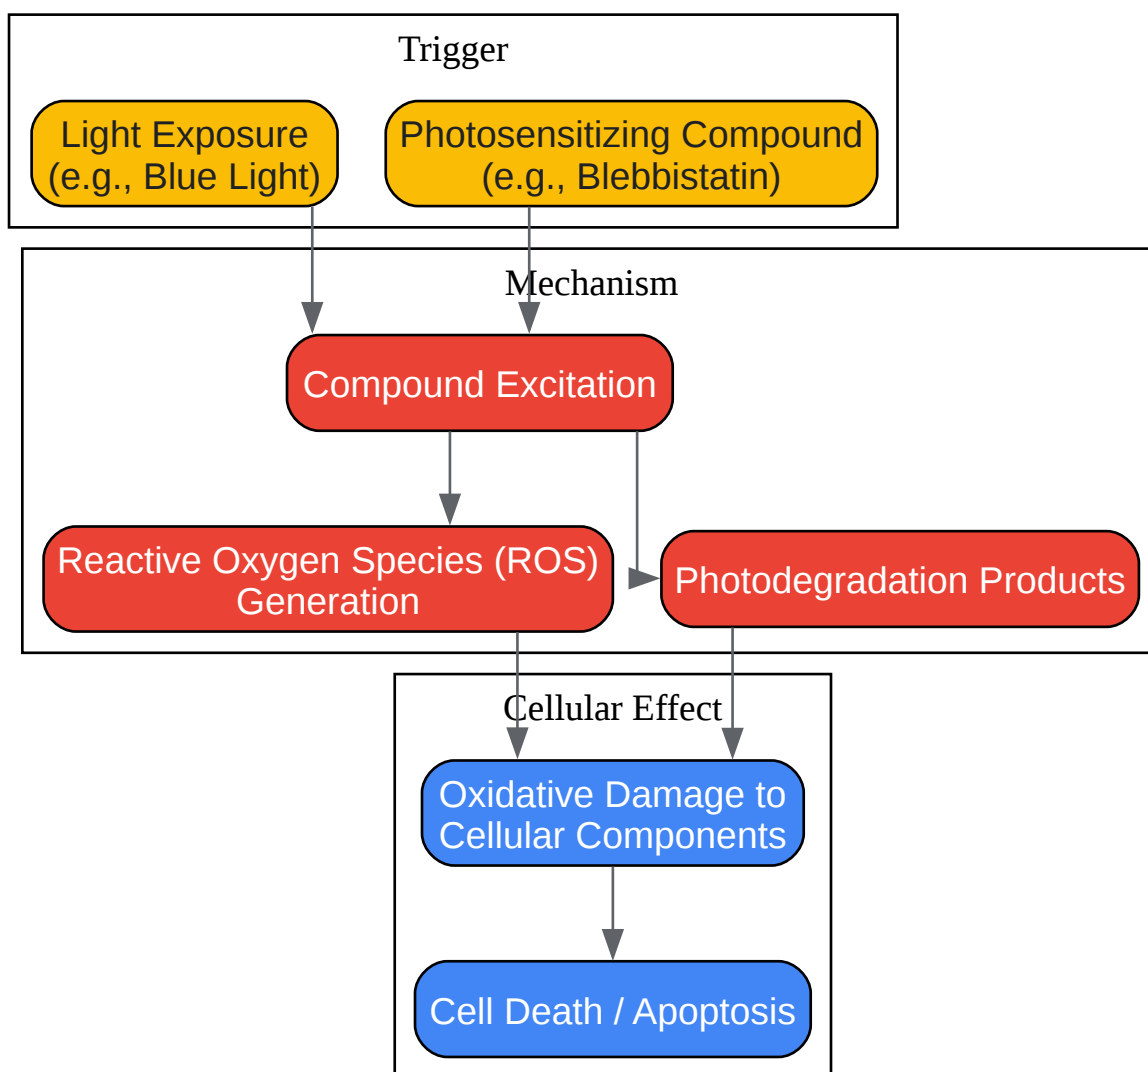 Trigger
Light Exposure
(e.g., Blue Light)
Photosensitizing Compound
(e.g., Blebbistatin)
Mechanism
Compound Excitation
Reactive Oxygen Species (ROS)
Generation
Photodegradation Products
Cellular Effect
Oxidative Damage to
Cellular Components
Cell Death / Apoptosis